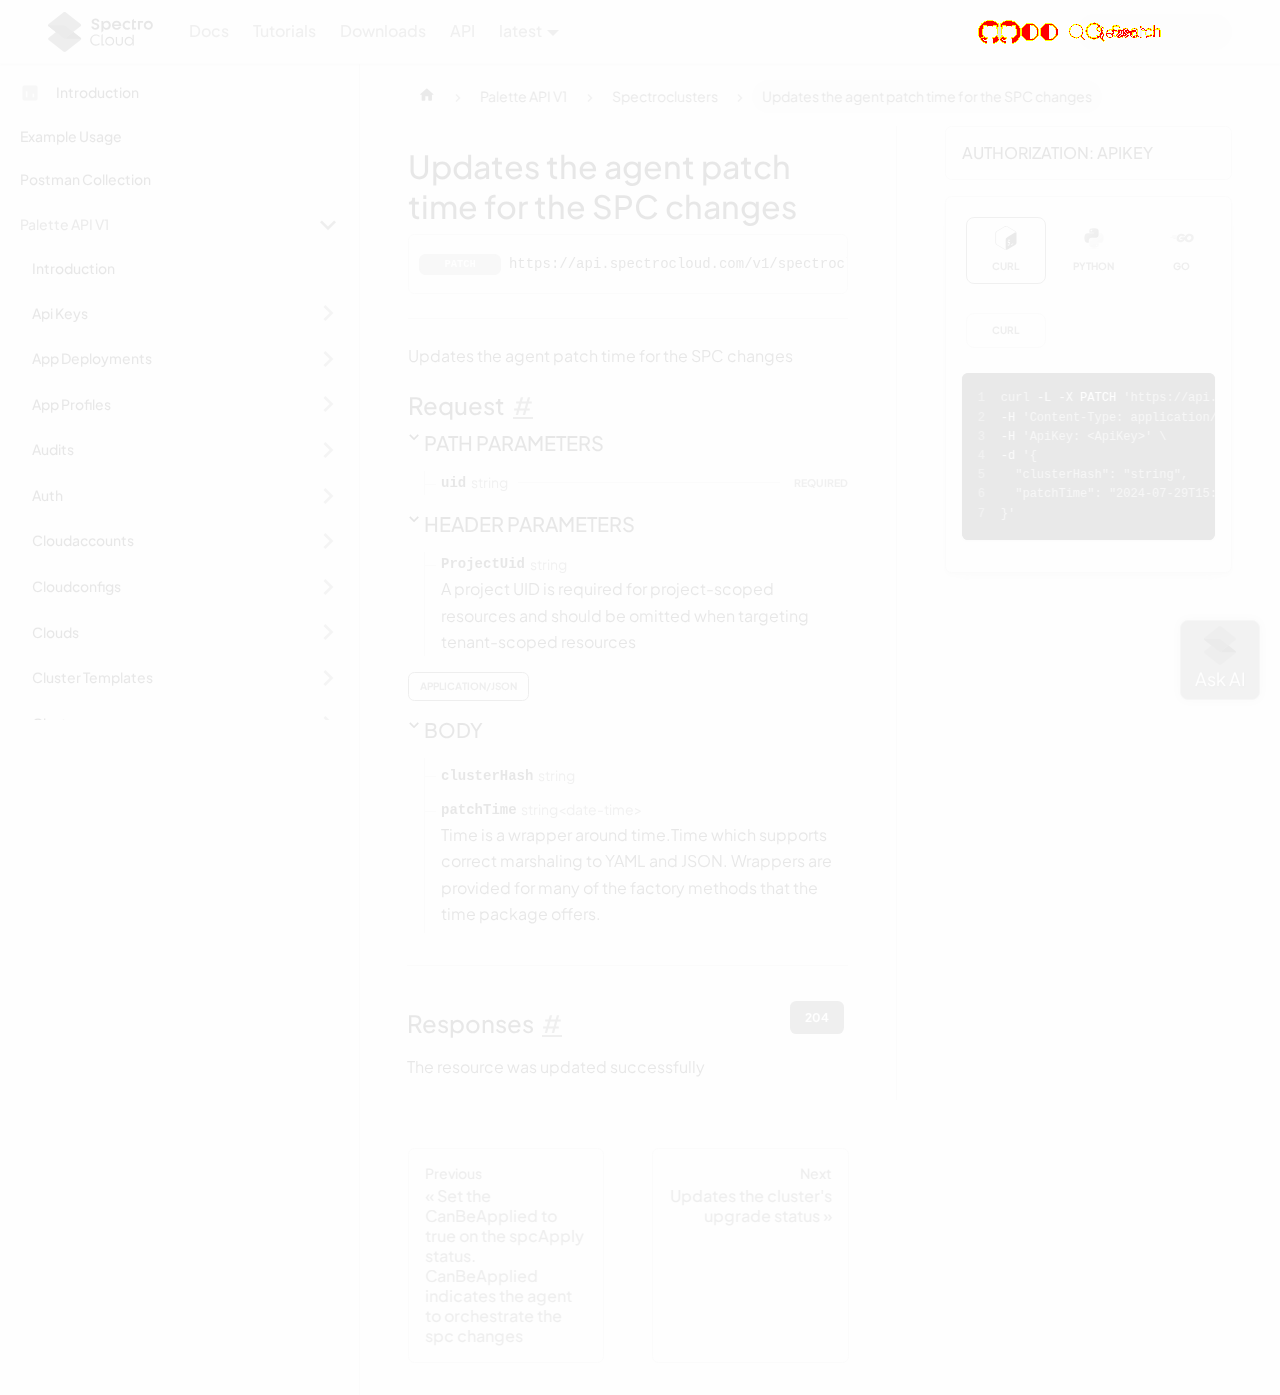 Spectro Cloud
Docs Tutorials Downloads API latest
Introduction
Example Usage
Postman Collection
Palette API V1
Introduction
Api Keys
App Deployments
App Profiles
Audits
Auth
Cloudaccounts
Cloudconfigs
Clouds
Cluster Templates
Palette API V1 Spectroclusters Updates the agent patch time for the SPC changes
Updates the agent patch
time for the SPC changes
PATCH https://api.spectrocloud.com/v1/spectroc
Updates the agent patch time for the SPC changes
Request #
PATH PARAMETERS
uid string REQUIRED
HEADER PARAMETERS
ProjectUid string
A project UID is required for project-scoped
resources and should be omitted when targeting
tenant-scoped resources
APPLICATION/JSON
BODY
clusterHash string
patchTime string<date-time>
Time is a wrapper around time.Time which supports
correct marshaling to YAML and JSON. Wrappers are
provided for many of the factory methods that the
time package offers.
Responses #
204
The resource was updated successfully
Previous
« Set the
CanBeApplied to
true on the spcApply
status.
CanBeApplied
indicates the agent
to orchestrate the
spc changes
Next
Updates the cluster's
upgrade status »
AUTHORIZATION: APIKEY
CURL PYTHON GO
CURL
1 curl -L -X PATCH 'https://api.
2 -H 'Content-Type: application/
3 -H 'ApiKey: <ApiKey>' \
4 -d '{
5 "clusterHash": "string",
6 "patchTime": "2024-07-29T15:
7 }'
Ask AI